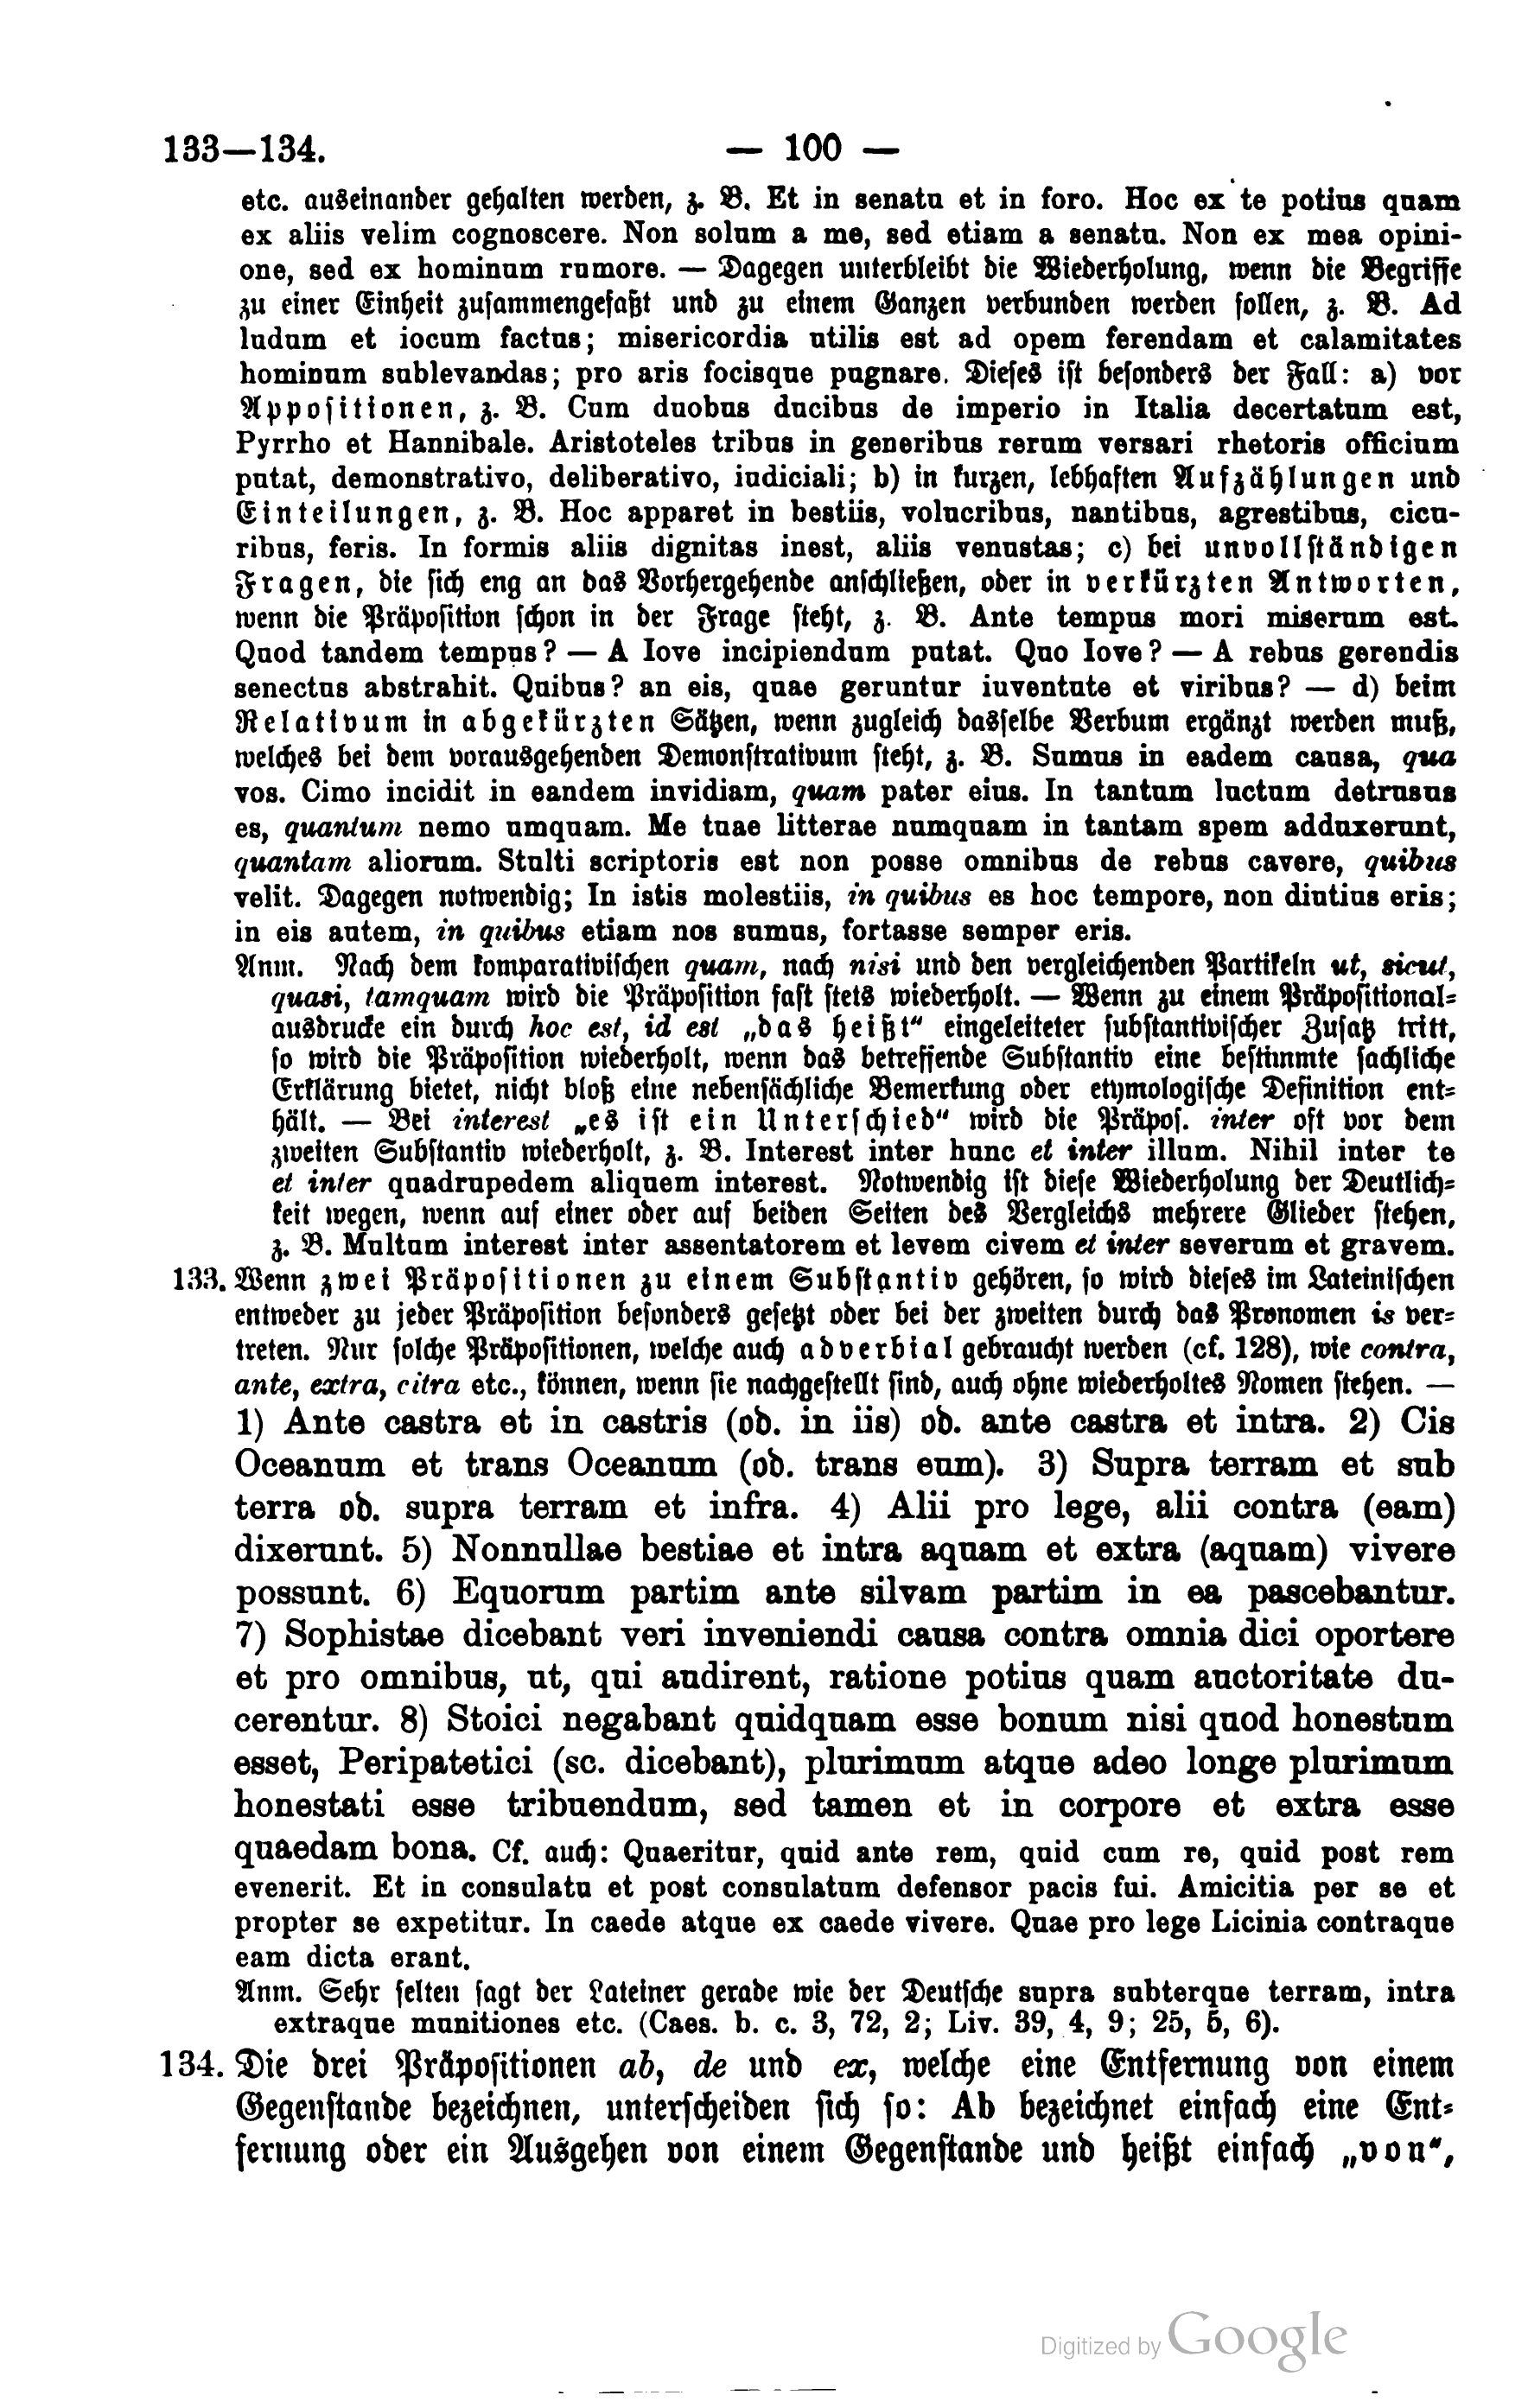 133—134.
— 100 —
etc. auseinander gehalten werden, z. B. Et in senatu et in foro. Hoc ex te potius quam
ex aliis velim cognoscere. Non solum a me, sed etiam a senatu. Non ex mea opini-
one, sed ex hominum rumore. — Dagegen unterbleibt die Wiederholung, wenn die Begriffe
zu einer Einheit zusammengefaßt und zu einem Ganzen verbunden werden sollen, z. B. Ad
ludum et iocum factus; misericordia utilis est ad opem ferendam et calamitates
hominum sublevandas; pro aris focisque pugnare. Dieses ist besonders der Fall: a) vor
Appositionen, z. B. Cum duobus ducibus de imperio in Italia decertatum est,
Pyrrho et Hannibale. Aristoteles tribus in generibus rerum versari rhetoris officium
putat, demonstrativo, deliberativo, iudiciali; b) in kurzen, lebhaften Aufzählungen und
Einteilungen, z. B. Hoc apparet in bestiis, volucribus, nantibus, agrestibus, cicu-
ribus, feris. In formis aliis dignitas inest, aliis venustas; c) bei unvollständigen
Fragen, die sich eng an das Vorhergehende anschließen, oder in verkürzten Antworten,
wenn die Präposition schon in der Frage steht, z. B. Ante tempus mori miserum est.
Quod tandem tempus? — A Iove incipiendum putat. Quo Iove? — A rebus gerendis
senectus abstrahit. Quibus? an eis, quae geruntur iuventute et viribus? — d) beim
Relativum in abgekürzten Sätzen, wenn zugleich dasselbe Verbum ergänzt werden muß,
welches bei dem vorausgehenden Demonstrativum steht, z. B. Sumus in eadem causa, qua
vos. Cimo incidit in eandem invidiam, quam pater eius. In tantum luctum detrusus
es, quantum nemo umquam. Me tuae litterae numquam in tantam spem adduxerunt,
quantam aliorum. Stulti scriptoris est non posse omnibus de rebus cavere, quibus
velit. Dagegen notwendig; In istis molestiis, in quibus es hoc tempore, non diutius eris;
in eis autem, in quibus etiam nos sumus, fortasse semper eris.
Anm. Nach dem komparativischen quam, nach nisi und den vergleichenden Partikeln ut, sicut,
quasi, tamquam wird die Präposition fast stets wiederholt. — Wenn zu einem Präpositional-
ausdrucke ein durch hoc est, id est „das heißt“ eingeleiteter substantivischer Zusatz tritt,
so wird die Präposition wiederholt, wenn das betreffende Substantiv eine bestimmte sachliche
Erklärung bietet, nicht bloß eine nebensächliche Bemerkung oder etymologische Definition ent-
hält. — Bei interest „es ist ein Unterschied“ wird die Präpos. inter oft vor dem
zweiten Substantiv wiederholt, z. B. Interest inter hunc et inter illum. Nihil inter te
et inter quadrupedem aliquem interest. Notwendig ist diese Wiederholung der Deutlich-
keit wegen, wenn auf einer oder auf beiden Seiten des Vergleichs mehrere Glieder stehen,
z. B. Multum interest inter assentatorem et levem civem et inter severum et gravem.
133. Wenn zwei Präpositionen zu einem Substantiv gehören, so wird dieses im Lateinischen
entweder zu jeder Präposition besonders gesetzt oder bei der zweiten durch das Pronomen is ver-
treten. Nur solche Präpositionen, welche auch adverbial gebraucht werden (cf. 128), wie contra,
ante, extra, citra etc., können, wenn sie nachgestellt sind, auch ohne wiederholtes Nomen stehen. —
1) Ante castra et in castris (od. in iis) od. ante castra et intra. 2) Cis
Oceanum et trans Oceanum (od. trans eum). 3) Supra terram et sub
terra od. supra terram et infra. 4) Alii pro lege, alii contra (eam)
dixerunt. 5) Nonnullae bestiae et intra aquam et extra (aquam) vivere
possunt. 6) Equorum partim ante silvam partim in ea pascebantur.
7) Sophistae dicebant veri inveniendi causa contra omnia dici oportere
et pro omnibus, ut, qui audirent, ratione potius quam auctoritate du-
cerentur. 8) Stoici negabant quidquam esse bonum nisi quod honestum
esset, Peripatetici (sc. dicebant), plurimum atque adeo longe plurimum
honestati esse tribuendum, sed tamen et in corpore et extra esse
quaedam bona. Cf. auch: Quaeritur, quid ante rem, quid cum re, quid post rem
evenerit. Et in consulatu et post consulatum defensor pacis fui. Amicitia per se et
propter se expetitur. In caede atque ex caede vivere. Quae pro lege Licinia contraque
eam dicta erant.
Anm. Sehr selten sagt der Lateiner gerade wie der Deutsche supra subterque terram, intra
extraque munitiones etc. (Caes. b. c. 3, 72, 2; Liv. 39, 4, 9; 25, 5, 6).
134. Die drei Präpositionen ab, de und ex, welche eine Entfernung von einem
Gegenstande bezeichnen, unterscheiden sich so: Ab bezeichnet einfach eine Ent-
fernung oder ein Ausgehen von einem Gegenstande und heißt einfach „von“,
Digitized by Google